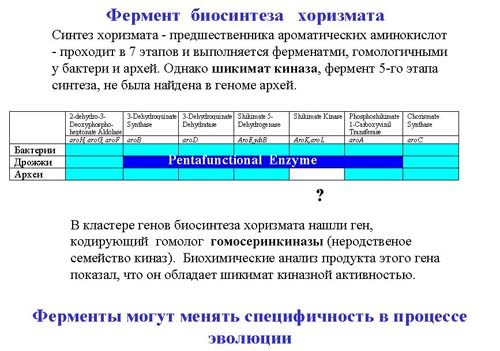 Фермент биосинтеза хоризмата
Синтез хоризмата - предшественника ароматических аминокислот
- проходит в 7 этапов и выполняется ферменатми, гомологичными
у бактери и архей. Однако шикимат киназа, фермент 5-го этапа
синтеза, не была найдена в геноме архей.
2-dehydro-3- 3-Dehydroquinate 3-Dehydroquinate Shikimate 5- Shikimate Kinase Phosphoshikimate Chorismate
Deoxyphospho- Synthase Dehydratase Dehydrogenase 1-Carboxyvinil Synthase
heptonate Aldolase Transferase
aroH, aroG, aroF aroB aroD AroE,ydiB AroK,aroL aroA aroC
Бактерии
Дрожжи Pentafunctional Enzyme
Археи
?
В кластере генов биосинтеза хоризмата нашли ген,
кодирующий гомолог гомосеринкиназы (неродственое
семейство киназ). Биохимические анализ продукта этого гена
показал, что он обладает шикимат киназной активностью.
Ферменты могут менять специфичность в процессе
эволюции